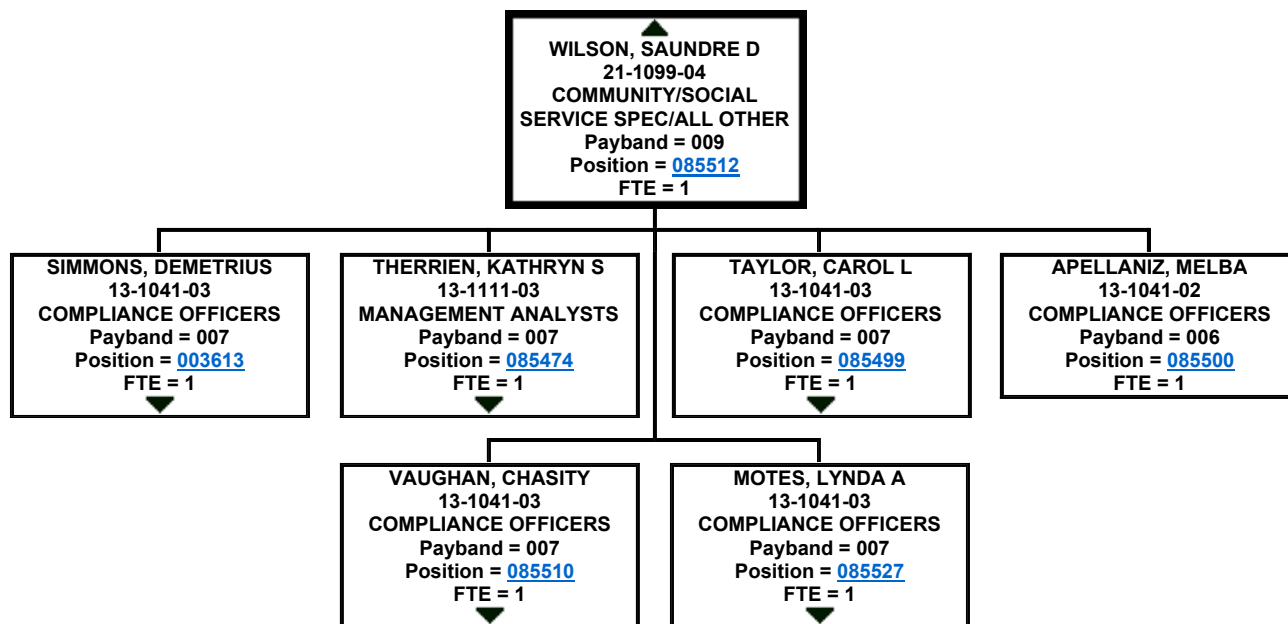 WILSON, SAUNDRE D
21-1099-04
COMMUNITY/SOCIAL
SERVICE SPEC/ALL OTHER
Payband = 009
Position = 085512
FTE = 1
SIMMONS, DEMETRIUS
13-1041-03
COMPLIANCE OFFICERS
Payband = 007
Position = 003613
FTE = 1
THERRIEN, KATHRYN S
13-1111-03
MANAGEMENT ANALYSTS
Payband = 007
Position = 085474
FTE = 1
TAYLOR, CAROL L
13-1041-03
COMPLIANCE OFFICERS
Payband = 007
Position = 085499
FTE = 1
APELLANIZ, MELBA
13-1041-02
COMPLIANCE OFFICERS
Payband = 006
Position = 085500
FTE = 1
VAUGHAN, CHASITY
13-1041-03
COMPLIANCE OFFICERS
Payband = 007
Position = 085510
FTE = 1
MOTES, LYNDA A
13-1041-03
COMPLIANCE OFFICERS
Payband = 007
Position = 085527
FTE = 1